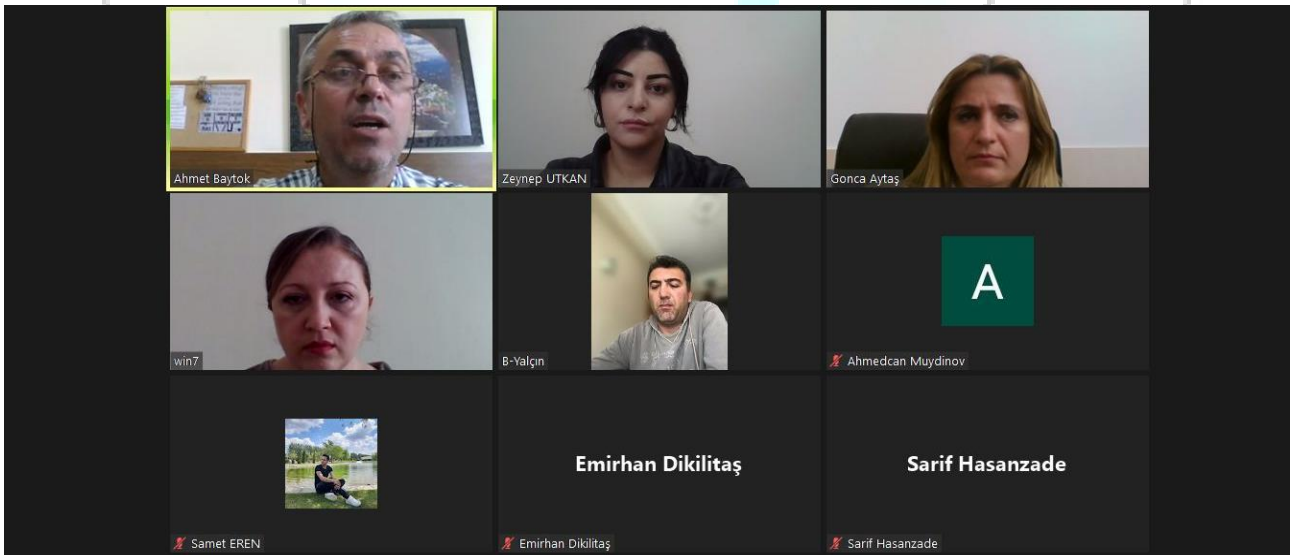 Ahmet Baytok
Zeynep UTKAN
Gonca Aytaş
win7
B-Yalçın
A
Ahmedcan Muydinov
Samet EREN
Emirhan Dikilitaş
Emirhan Dikilitaş
Sarif Hasanzade
Sarif Hasanzade